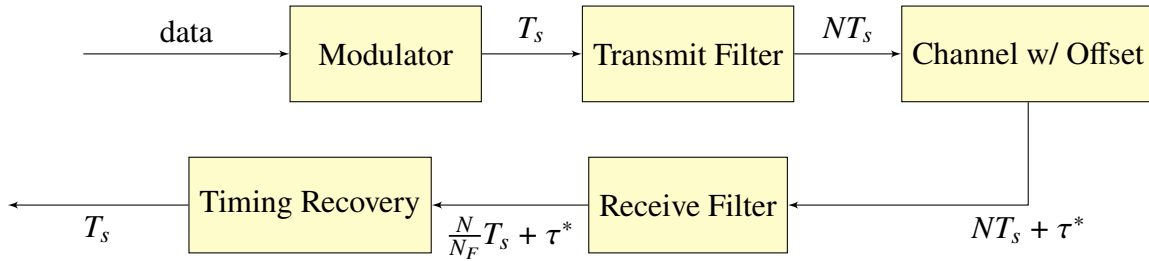 data
Modulator
T_s
Transmit Filter
NT_s
Channel w/ Offset
NT_s + τ*
Receive Filter
N/N_F T_s + τ*
Timing Recovery
T_s